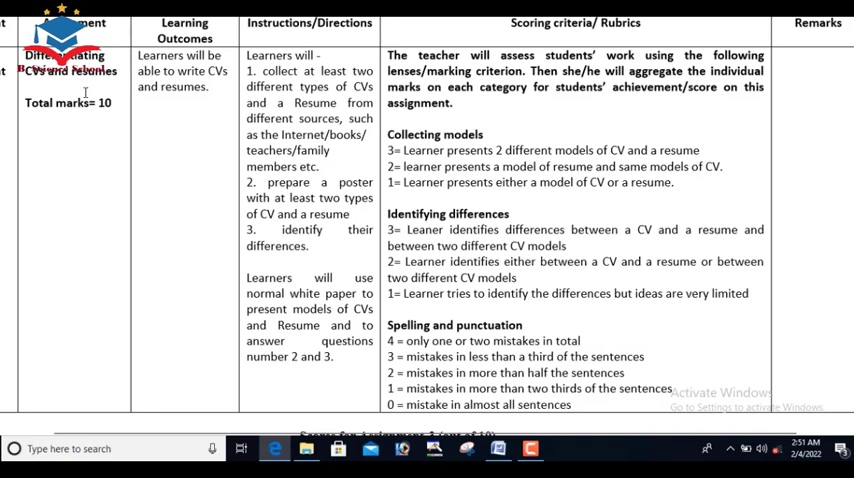 Learning
Instructions/Directions
Scoring criteria/ Rubrics
Remarks
Outcomes
Differentiating
CVs and resumes
Total marks= 10
Learners will be
able to write CVs
and resumes.
Learners will -
1. collect at least two
different types of CVs
and a Resume from
different sources, such
as the Internet/books/
teachers/family
members etc.
2. prepare a poster
with at least two types
of CV and a resume
3. identify their
differences.
Learners will use
normal white paper to
present models of CVs
and Resume and to
answer questions
number 2 and 3.
The teacher will assess students' work using the following
lenses/marking criterion. Then she/he will aggregate the individual
marks on each category for students' achievement/score on this
assignment.
Collecting models
3= Learner presents 2 different models of CV and a resume
2= learner presents a model of resume and same models of CV.
1= Learner presents either a model of CV or a resume.
Identifying differences
3= Leaner identifies differences between a CV and a resume and
between two different CV models
2= Learner identifies either between a CV and a resume or between
two different CV models
1= Learner tries to identify the differences but ideas are very limited
Spelling and punctuation
4 = only one or two mistakes in total
3 = mistakes in less than a third of the sentences
2 = mistakes in more than half the sentences
1 = mistakes in more than two thirds of the sentences
0 = mistake in almost all sentences
Activate Windows
Go to Settings to activate Windows.
Type here to search
2:51 AM
2/4/2022